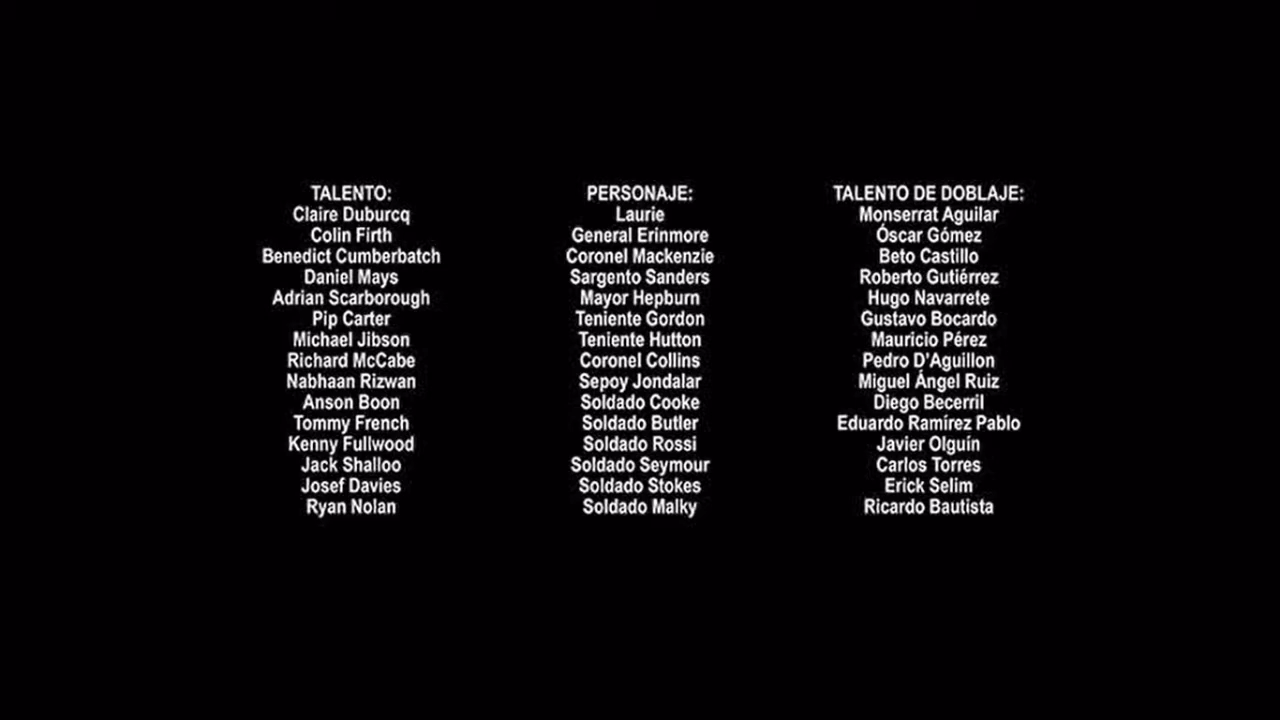 TALENTO: PERSONAJE: TALENTO DE DOBLAJE:
Claire Duburcq Laurie Monserrat Aguilar
Colin Firth General Erinmore Óscar Gómez
Benedict Cumberbatch Coronel Mackenzie Beto Castillo
Daniel Mays Sargento Sanders Roberto Gutiérrez
Adrian Scarborough Mayor Hepburn Hugo Navarrete
Pip Carter Teniente Gordon Gustavo Bocardo
Michael Jibson Teniente Hutton Mauricio Pérez
Richard McCabe Coronel Collins Pedro D'Aguillon
Nabhaan Rizwan Sepoy Jondalar Miguel Ángel Ruiz
Anson Boon Soldado Cooke Diego Becerril
Tommy French Soldado Butler Eduardo Ramírez Pablo
Kenny Fullwood Soldado Rossi Javier Olguín
Jack Shalloo Soldado Seymour Carlos Torres
Josef Davies Soldado Stokes Erick Selim
Ryan Nolan Soldado Malky Ricardo Bautista